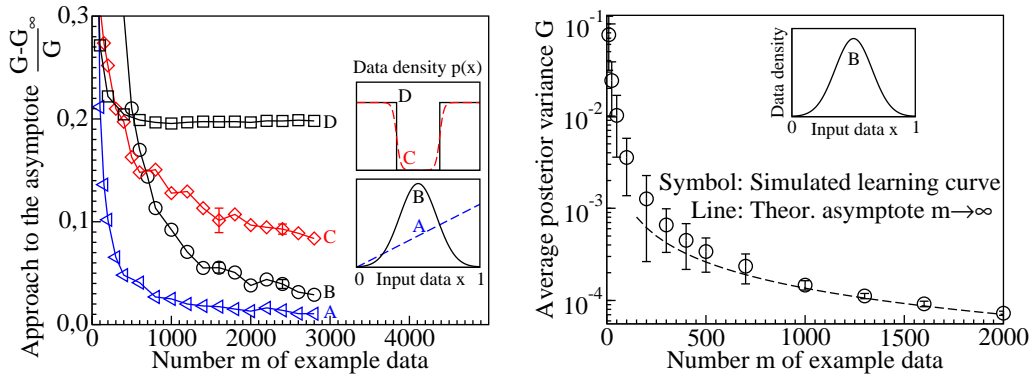 Approach to the asymptote G-G∞ / G
0,3
0,2
0,1
0,0
0 1000 2000 3000 4000
Number m of example data
D
C
B
A
Data density p(x)
D
C
B
A
0 Input data x 1
Average posterior variance G
10^-1
10^-2
10^-3
10^-4
0 500 1000 1500 2000
Number m of example data
Data density
B
0 Input data x 1
Symbol: Simulated learning curve
Line: Theor. asymptote m→∞